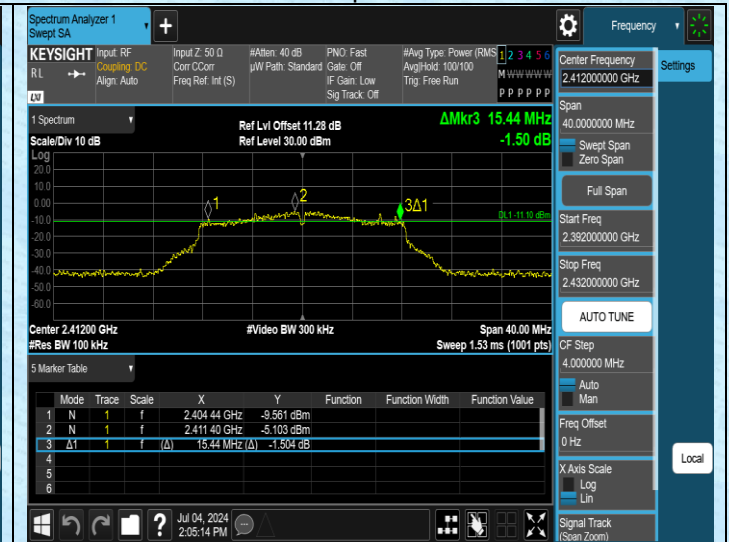 Spectrum Analyzer 1
Swept SA
Frequency
KEYSIGHT
RL
LXI
Input: RF
Coupling: DC
Align: Auto
Input Z: 50 Ω
Corr CCorr
Freq Ref: Int (S)
#Atten: 40 dB
µW Path: Standard
PNO: Fast
Gate: Off
IF Gain: Low
Sig Track: Off
#Avg Type: Power (RMS
Avg|Hold: 100/100
Trig: Free Run
1 2 3 4 5 6
M W W W W W
P P P P P P
Settings
1 Spectrum
Scale/Div 10 dB
Ref Lvl Offset 11.28 dB
Ref Level 30.00 dBm
ΔMkr3 15.44 MHz
-1.50 dB
Log
20.0
10.0
0.00
-10.0
-20.0
-30.0
-40.0
-50.0
-60.0
1
2
3Δ1
DL1 -11.10 dBm
Center 2.41200 GHz
#Video BW 300 kHz
Span 40.00 MHz
#Res BW 100 kHz
Sweep 1.53 ms (1001 pts)
5 Marker Table
Mode Trace Scale X Y Function Function Width Function Value
1 N 1 f 2.404 44 GHz -9.561 dBm
2 N 1 f 2.411 40 GHz -5.103 dBm
3 Δ1 1 f (Δ) 15.44 MHz (Δ) -1.504 dB
4
5
6
Center Frequency
2.412000000 GHz
Span
40.0000000 MHz
Swept Span
Zero Span
Full Span
Start Freq
2.392000000 GHz
Stop Freq
2.432000000 GHz
AUTO TUNE
CF Step
4.000000 MHz
Auto
Man
Freq Offset
0 Hz
X Axis Scale
Log
Lin
Signal Track
(Span Zoom)
Local
?
Jul 04, 2024
2:05:14 PM